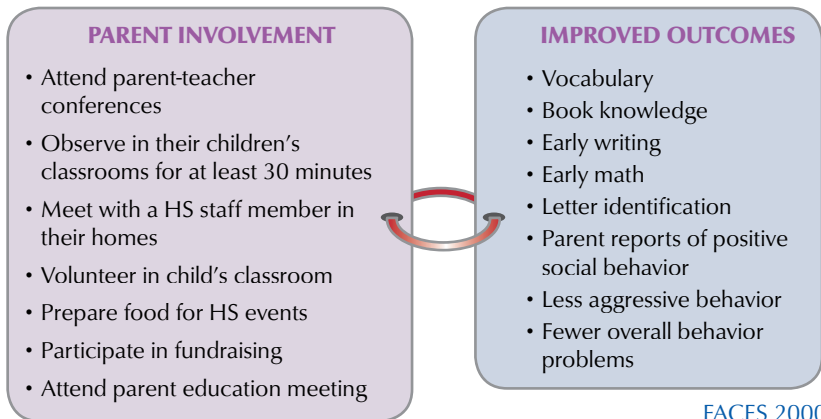 PARENT INVOLVEMENT
• Attend parent-teacher
conferences
• Observe in their children’s
classrooms for at least 30 minutes
• Meet with a HS staff member in
their homes
• Volunteer in child’s classroom
• Prepare food for HS events
• Participate in fundraising
• Attend parent education meeting
IMPROVED OUTCOMES
• Vocabulary
• Book knowledge
• Early writing
• Early math
• Letter identification
• Parent reports of positive
social behavior
• Less aggressive behavior
• Fewer overall behavior
problems
FACES 2000